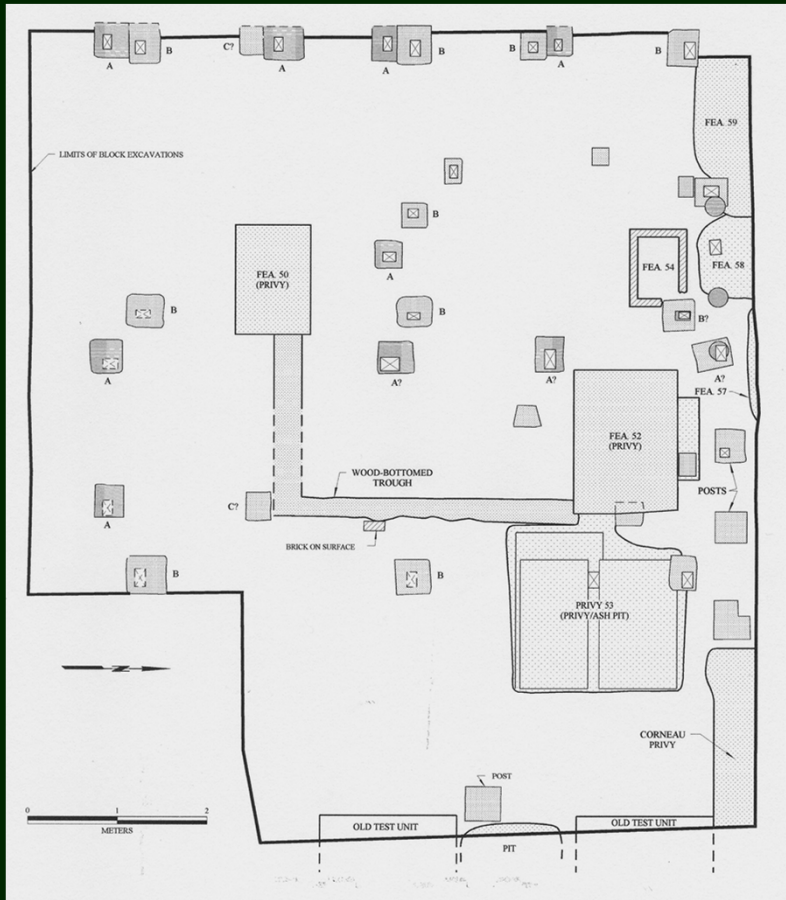 B
C?
B
B
B
A
A
A
A
FEA. 59
LIMITS OF BLOCK EXCAVATIONS
B
A
FEA. 50
(PRIVY)
FEA. 54
FEA. 58
B
B
B?
A
A?
A?
A?
FEA. 57
FEA. 52
(PRIVY)
WOOD-BOTTOMED
TROUGH
POSTS
C?
A
BRICK ON SURFACE
B
B
PRIVY 53
(PRIVY/ASH PIT)
N
CORNEAU
PRIVY
POST
0 1 2
METERS
OLD TEST UNIT
OLD TEST UNIT
PIT